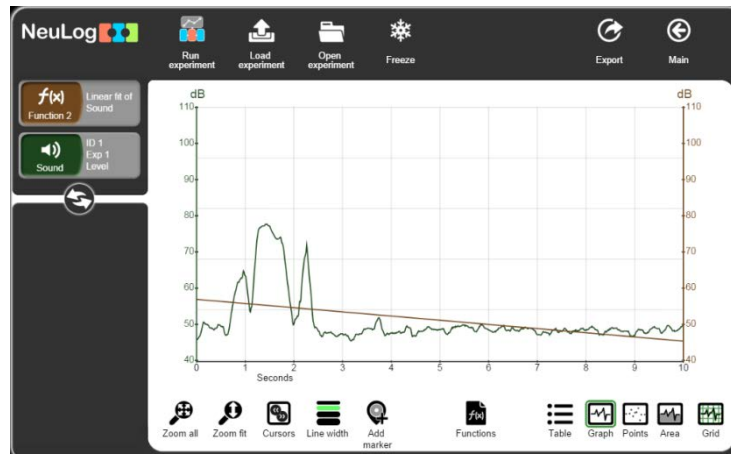 NeuLog
Run
experiment
Load
experiment
Open
experiment
Freeze
Export
Main
f(x)
Function 2
Linear fit of
Sound
Sound
ID 1
Exp 1
Level
dB
dB
110
110
100
100
90
90
80
80
70
70
60
60
50
50
40
40
0 1 2 3 4 5 6 7 8 9 10
Seconds
Zoom all
Zoom fit
Cursors
Line width
Add
marker
f(x)
Functions
Table
Graph
Points
Area
Grid